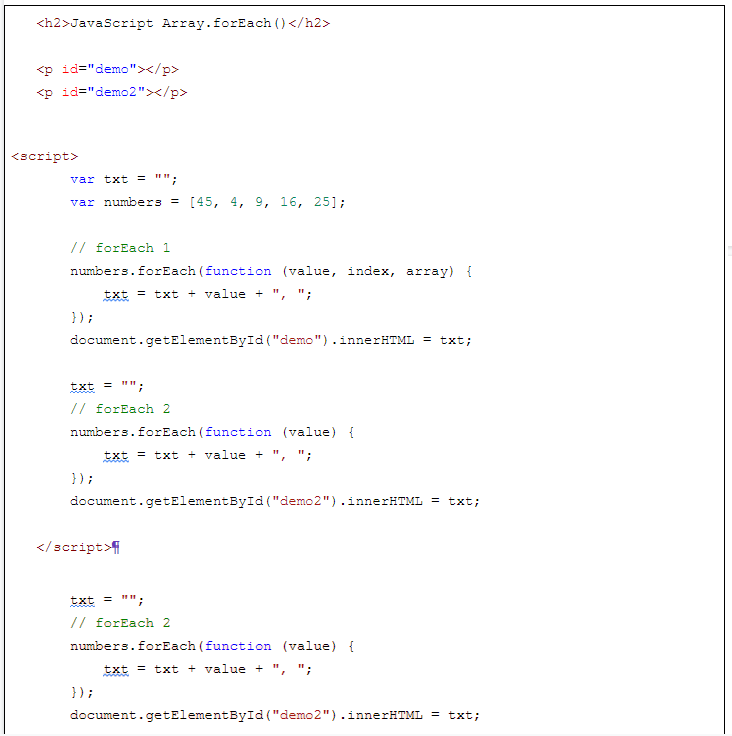 <h2>JavaScript Array.forEach()</h2>
<p id="demo"></p>
<p id="demo2"></p>
<script>
var txt = "";
var numbers = [45, 4, 9, 16, 25];
// forEach 1
numbers.forEach(function (value, index, array) {
txt = txt + value + ", ";
});
document.getElementById("demo").innerHTML = txt;
txt = "";
// forEach 2
numbers.forEach(function (value) {
txt = txt + value + ", ";
});
document.getElementById("demo2").innerHTML = txt;
</script>¶
txt = "";
// forEach 2
numbers.forEach(function (value) {
txt = txt + value + ", ";
});
document.getElementById("demo2").innerHTML = txt;